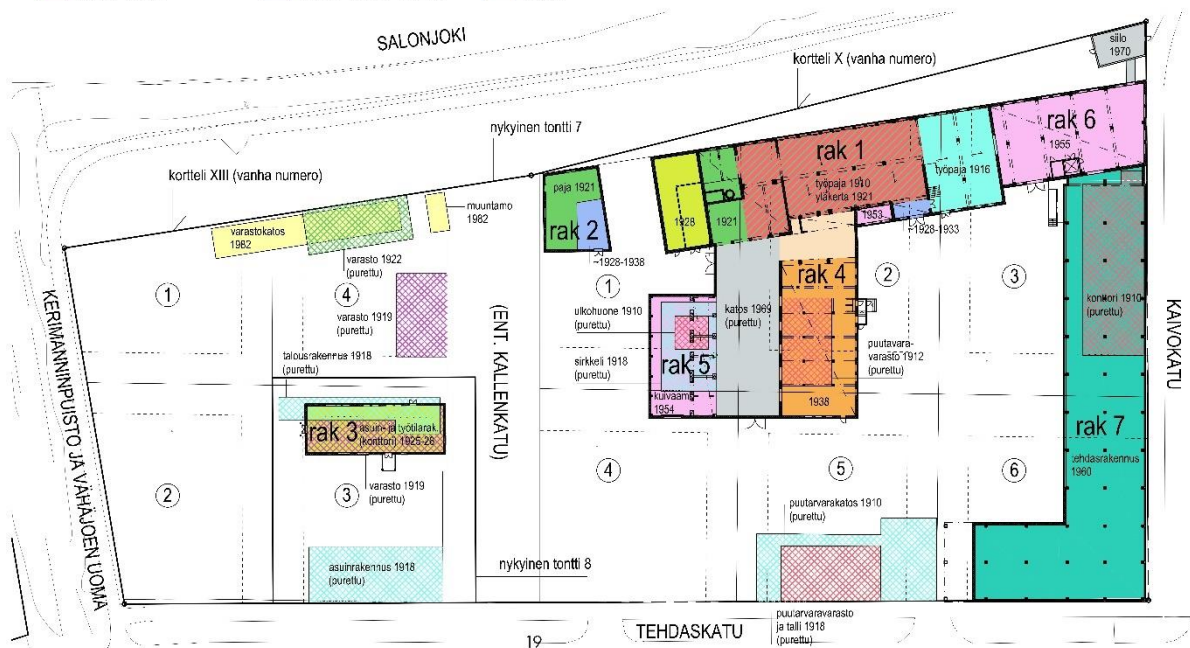 SALONJOKI
siilo
1970
kortteli X (vanha numero)
nykyinen tontti 7
kortteli XIII (vanha numero)
rak 6
1955
rak 1
työpaja 1910
yläkerta 1921
työpaja 1916
paja 1921
rak 2
~1928-1938
1928
1921
1953
~1928-1933
muuntamo
1982
varastokatos
1982
varasto 1922
(purettu)
varasto 1919
(purettu)
talousrakennus 1918
(purettu)
1
4
1
2
3
ulkohuone 1910
(purettu)
sirkkeli 1918
(purettu)
katos 1969
(purettu)
rak 4
puutavara-
varasto 1912
(purettu)
1938
rak 5
kuivaamo
1954
konttori 1910
(purettu)
KAIVOKATU
KERIMANNINPUISTO JA VÄHÄJOEN UOMA
(ENT. KALLENKATU)
rak 3
asuin- ja työtilarak.
(konttori) 1925-26
varasto 1919
(purettu)
2
3
4
5
6
rak 7
tehdasrakennus
1960
puutarvarakatos 1910
(purettu)
asuinrakennus 1918
(purettu)
nykyinen tontti 8
puutarvaravarasto
ja talli 1918
(purettu)
TEHDASKATU
19